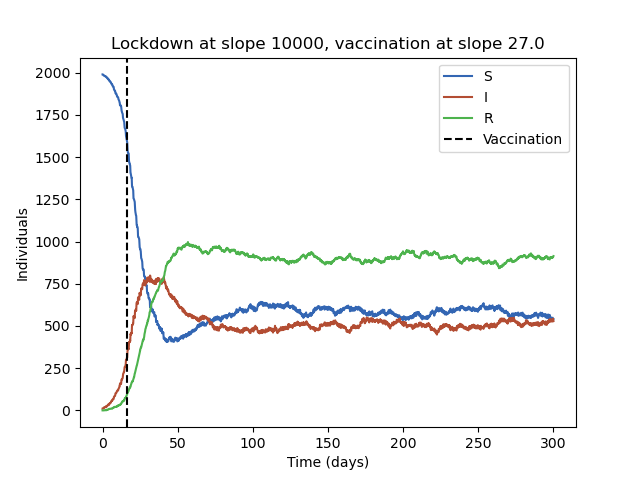 Lockdown at slope 10000, vaccination at slope 27.0
S
I
R
Vaccination
Individuals
2000
1750
1500
1250
1000
750
500
250
0
0 50 100 150 200 250 300
Time (days)